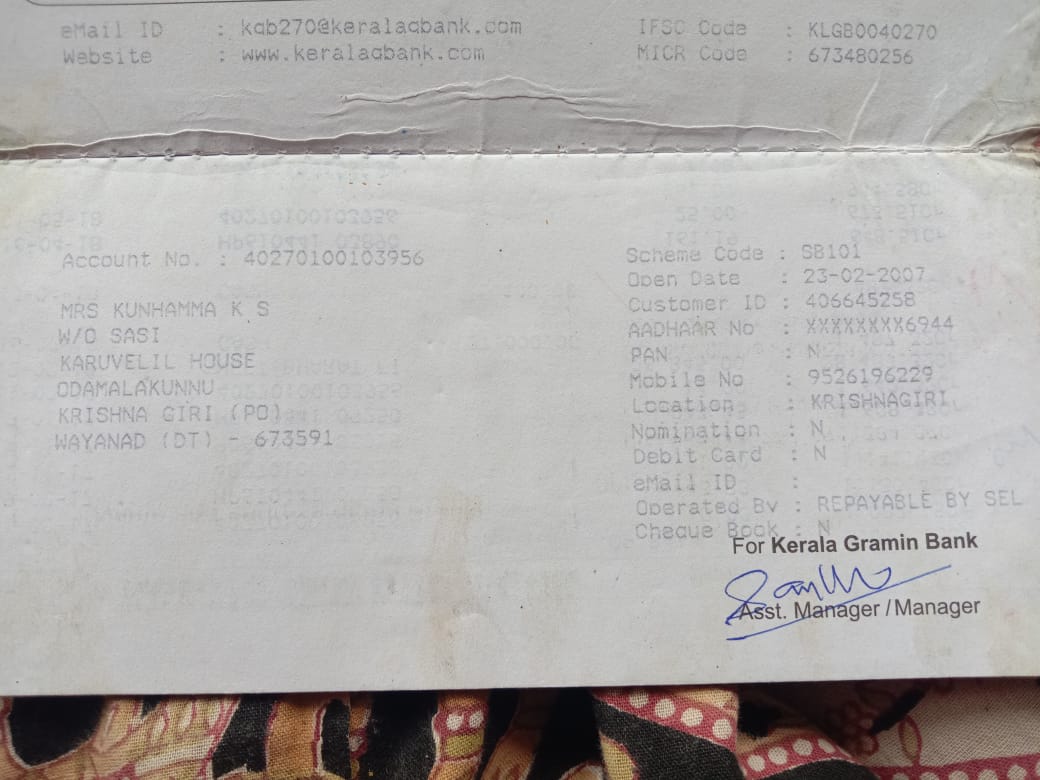 eMail ID : kgb270@keralagbank.com
Website : www.keralagbank.com
IFSC Code : KLGB0040270
MICR Code : 673480256
Account No. : 40270100103956
MRS KUNHAMMA K S
W/O SASI
KARUVELIL HOUSE
ODAMALAKUNNU
KRISHNA GIRI (PO)
WAYANAD (DT) - 673591
Scheme Code : SB101
Open Date : 23-02-2007
Customer ID : 406645258
AADHAAR No : XXXXXXXX6944
PAN : N
Mobile No : 9526196229
Location : KRISHNAGIRI
Nomination : N
Debit Card : N
eMail ID :
Operated By : REPAYABLE BY SEL
Cheque Book : N
For Kerala Gramin Bank
Asst. Manager / Manager